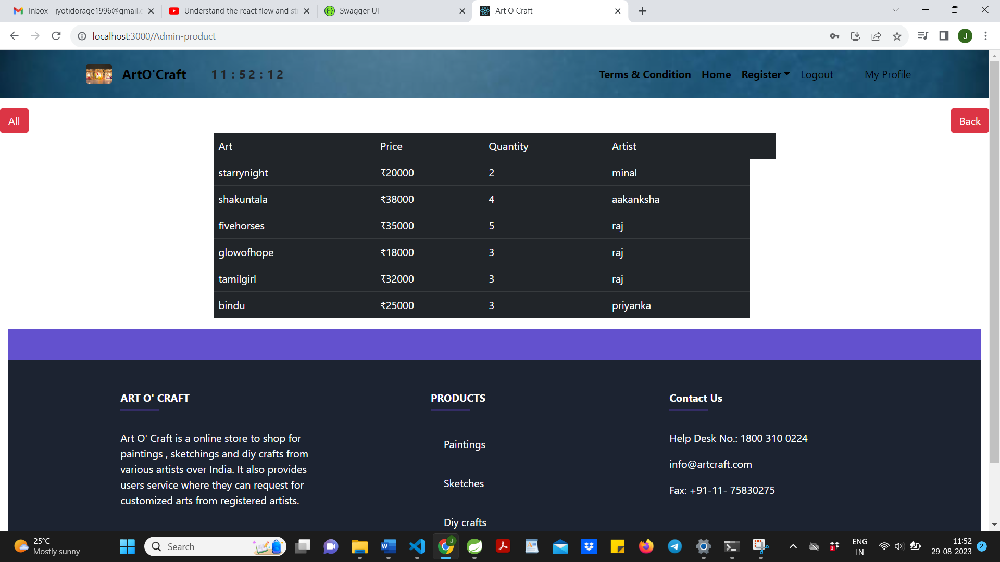 Inbox - jyotidorage1996@gmail.c
Understand the react flow and st
Swagger UI
Art O Craft
localhost:3000/Admin-product
J
ArtO'Craft
11:52:12
Terms & Condition
Home
Register
Logout
My Profile
All
Back
Art Price Quantity Artist
starrynight ₹20000 2 minal
shakuntala ₹38000 4 aakanksha
fivehorses ₹35000 5 raj
glowofhope ₹18000 3 raj
tamilgirl ₹32000 3 raj
bindu ₹25000 3 priyanka
ART O' CRAFT
Art O' Craft is a online store to shop for
paintings , sketchings and diy crafts from
various artists over India. It also provides
users service where they can request for
customized arts from registered artists.
PRODUCTS
Paintings
Sketches
Diy crafts
Contact Us
Help Desk No.: 1800 310 0224
info@artcraft.com
Fax: +91-11- 75830275
25°C
Mostly sunny
Search
J
ENG
IN
11:52
29-08-2023
2